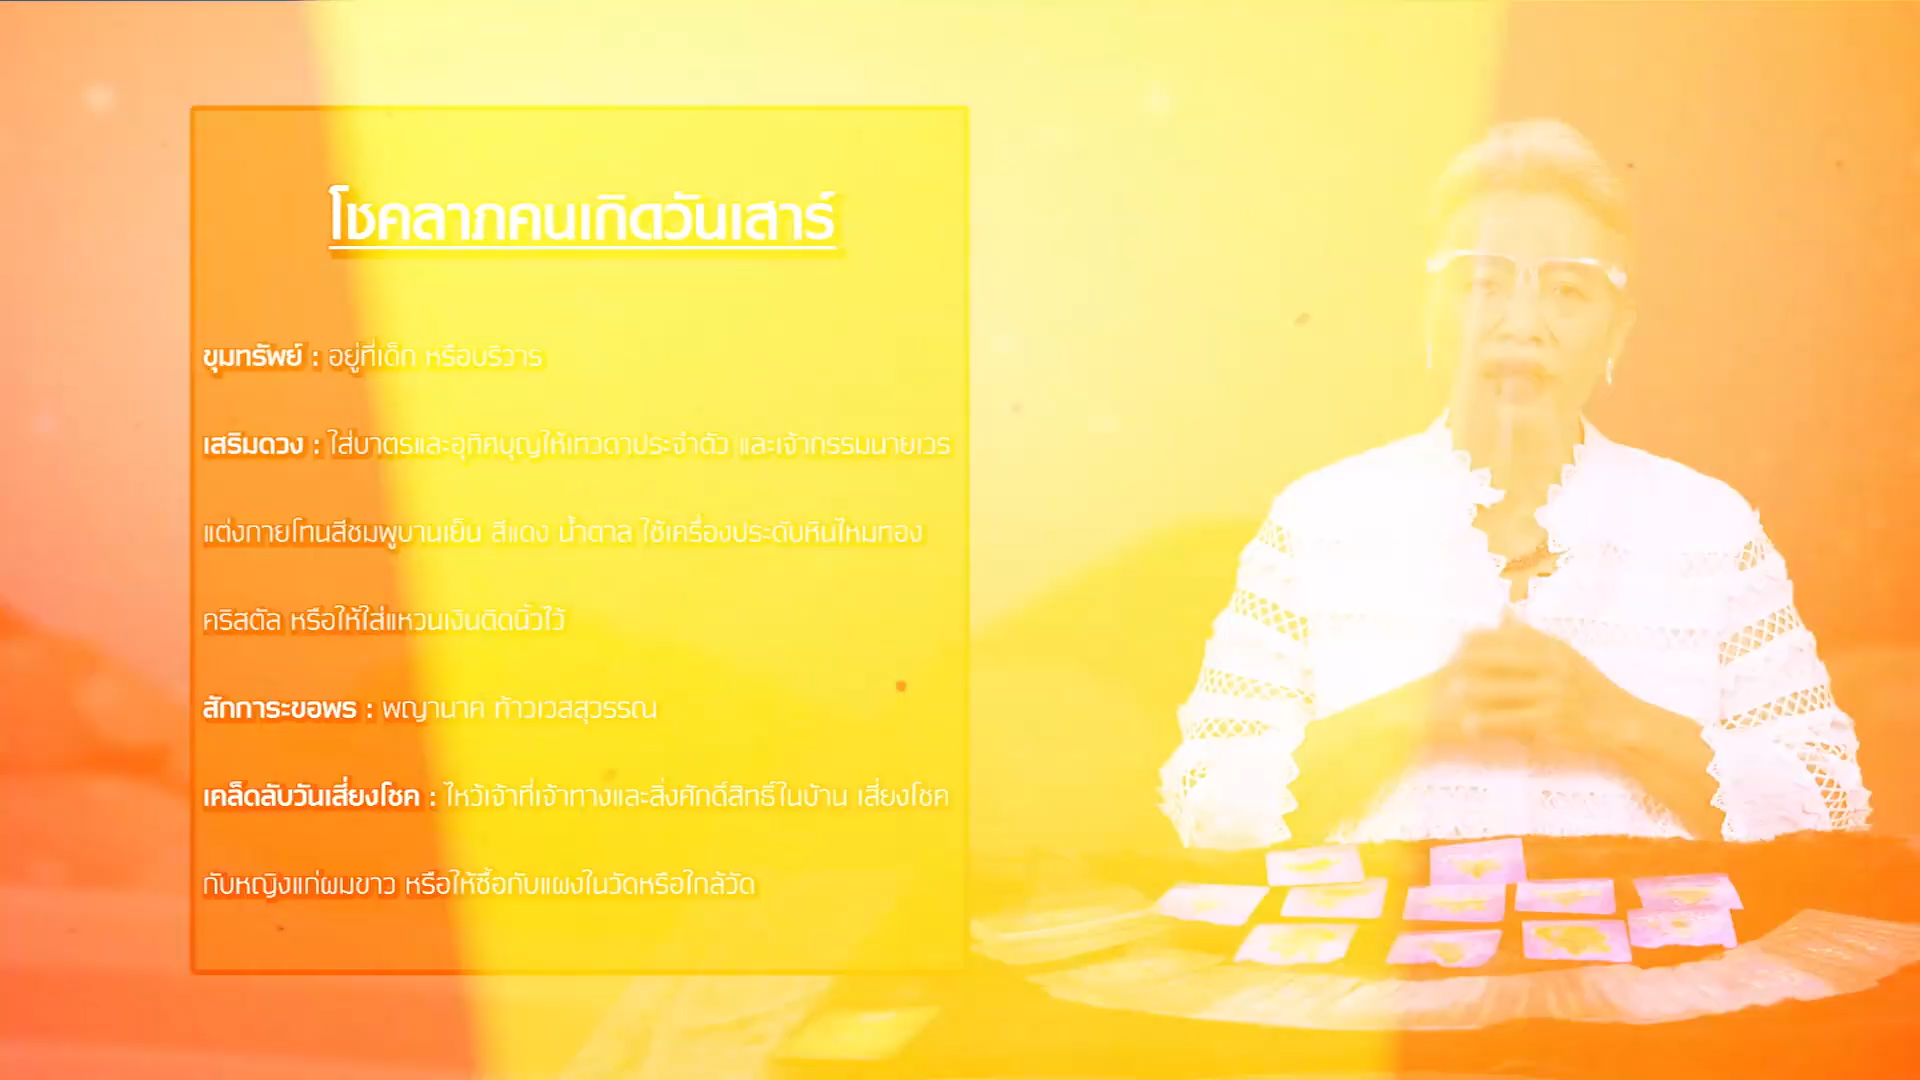 โชคลาภคนเกิดวันเสาร์
ขุมทรัพย์ : อยู่ที่เด็ก หรือบริวาร
เสริมดวง : ใส่บาตรและอุทิศบุญให้เทวดาประจำตัว และเจ้ากรรมนายเวร
แต่งกายโทนสีชมพูบานเย็น สีแดง น้ำตาล ใช้เครื่องประดับหินไหมทอง
คริสตัล หรือให้ใส่แหวนเงินติดนิ้วไว้
สักการะขอพร : พญานาค ท้าวเวสสุวรรณ
เคล็ดลับวันเสี่ยงโชค : ไหว้เจ้าที่เจ้าทางและสิ่งศักดิ์สิทธิ์ในบ้าน เสี่ยงโชค
กับหญิงแก่ผมขาว หรือให้ซื้อกับแผงในวัดหรือใกล้วัด